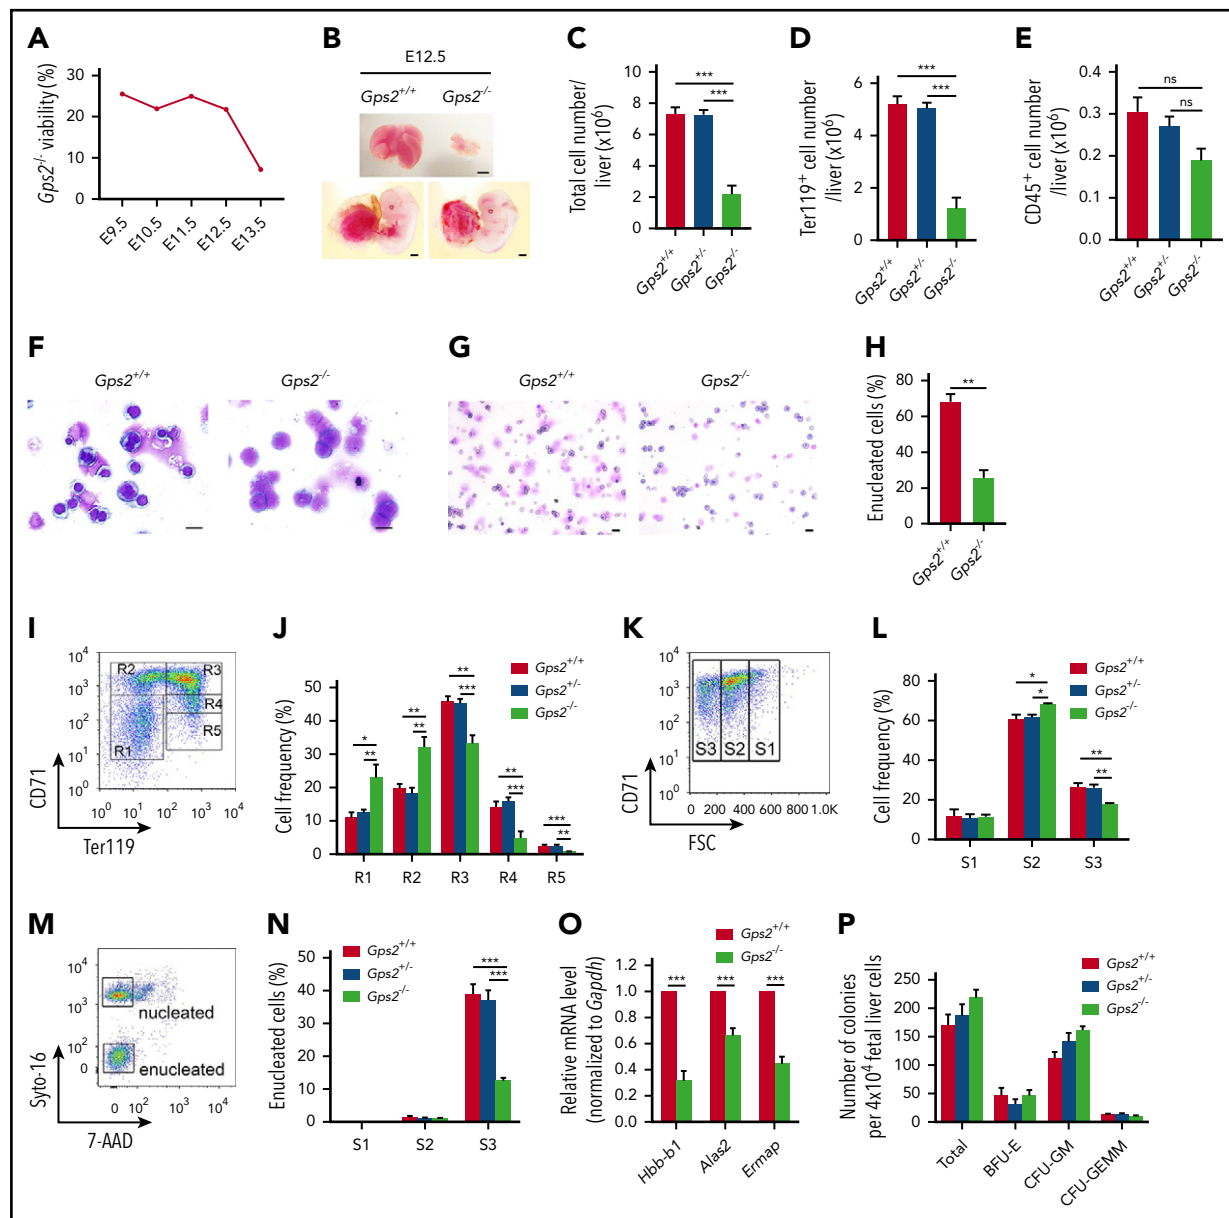 A
Gps2-/- viability (%)
30
20
10
0
E9.5
E10.5
E11.5
E12.5
E13.5
B
E12.5
Gps2+/+
Gps2-/-
C
Total cell number/
liver (x10^6)
10
8
6
4
2
0
***
***
Gps2+/+
Gps2+/-
Gps2-/-
D
Ter119+ cell number
/liver (x10^6)
6
4
2
0
***
***
Gps2+/+
Gps2+/-
Gps2-/-
E
CD45+ cell number
/liver (x10^6)
0.4
0.3
0.2
0.1
0.0
ns
ns
Gps2+/+
Gps2+/-
Gps2-/-
F
Gps2+/+
Gps2-/-
G
Gps2+/+
Gps2-/-
H
Enucleated cells (%)
80
60
40
20
0
**
Gps2+/+
Gps2-/-
I
CD71
10^4
10^3
10^2
10^1
10^0
R2
R3
R4
R5
R1
10^0 10^1 10^2 10^3 10^4
Ter119
J
Cell frequency (%)
50
40
30
20
10
0
Gps2+/+
Gps2+/-
Gps2-/-
*
**
**
**
**
***
**
***
***
**
R1 R2 R3 R4 R5
K
CD71
10^4
10^3
10^2
10^1
10^0
S3 S2 S1
0 200 400 600 800 1.0K
FSC
L
Cell frequency (%)
80
60
40
20
0
Gps2+/+
Gps2+/-
Gps2-/-
*
*
**
**
S1 S2 S3
M
Syto-16
10^4
10^3
10^2
0
nucleated
enucleated
0 10^2 10^3 10^4
7-AAD
N
Enucleated cells (%)
50
40
30
20
10
0
Gps2+/+
Gps2+/-
Gps2-/-
***
***
S1 S2 S3
O
Relative mRNA level
(normalized to Gapdh)
1.2
1.0
0.8
0.6
0.4
0.2
0.0
Gps2+/+
Gps2-/-
***
***
***
Hbb-b1
Alas2
Ermap
P
Number of colonies
per 4x10^4 fetal liver cells
250
200
150
100
50
0
Gps2+/+
Gps2+/-
Gps2-/-
Total
BFU-E
CFU-GM
CFU-GEMM